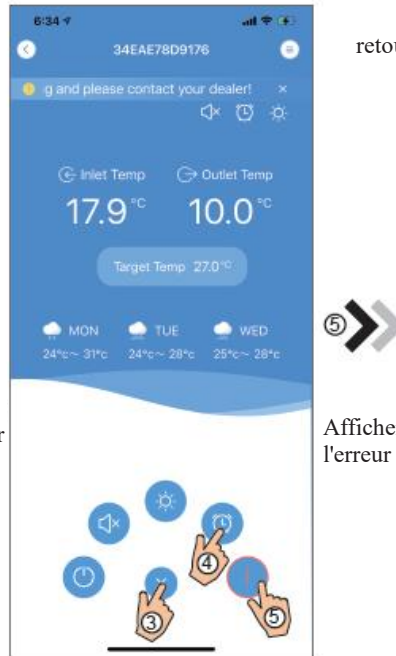 6:34
34EAE78D9176
retou
g and please contact your dealer! ×
Inlet Temp Outlet Temp
17.9°C 10.0°C
Target Temp 27.0°C
MON TUE WED
24°c～ 31°c 24°c～ 28°c 25°c～ 28°c
⑤
r
Affiche
l'erreur
④
③
⑤